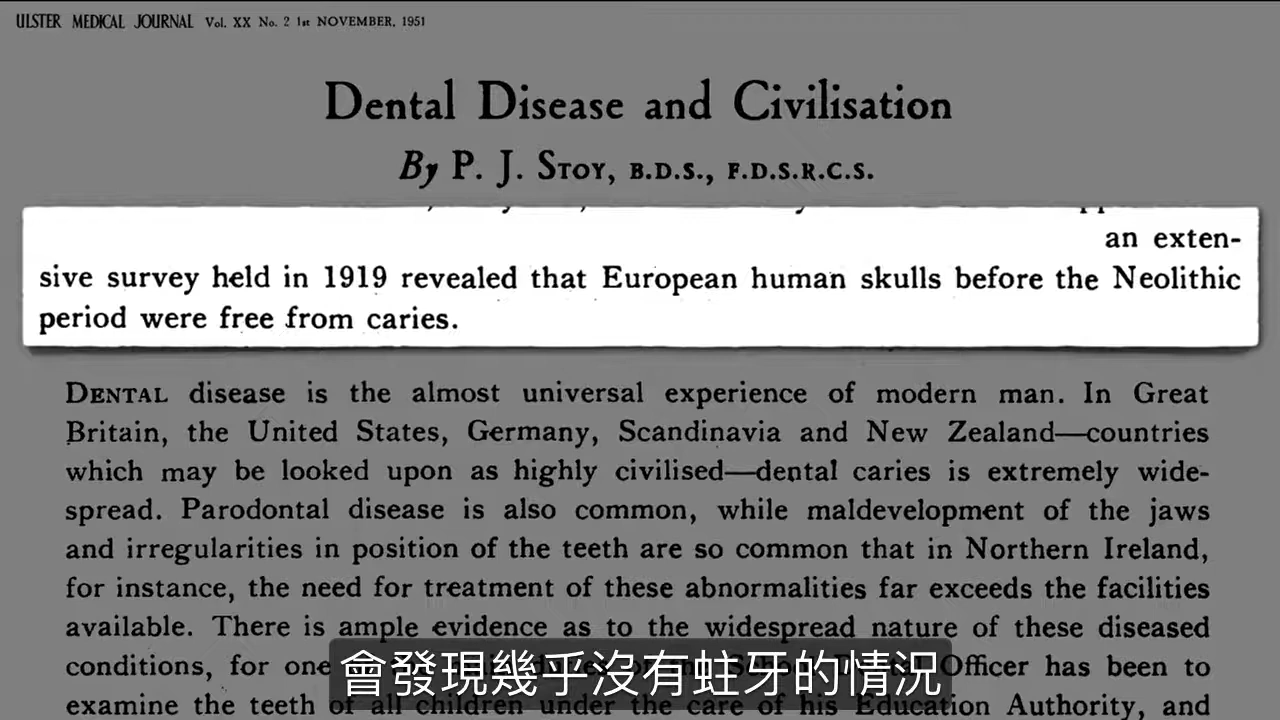 ULSTER MEDICAL JOURNAL Vol. XX No. 2 1st NOVEMBER, 1951
Dental Disease and Civilisation
By P. J. STOY, B.D.S., F.D.S.R.C.S.
an exten-
sive survey held in 1919 revealed that European human skulls before the Neolithic
period were free from caries.
DENTAL disease is the almost universal experience of modern man. In Great
Britain, the United States, Germany, Scandinavia and New Zealand—countries
which may be looked upon as highly civilised—dental caries is extremely wide-
spread. Parodontal disease is also common, while maldevelopment of the jaws
and irregularities in position of the teeth are so common that in Northern Ireland,
for instance, the need for treatment of these abnormalities far exceeds the facilities
available. There is ample evidence as to the widespread nature of these diseased
conditions, for one Officer has been to
examine the teeth of all children under the care of his Education Authority, and
會發現幾乎沒有蛀牙的情況